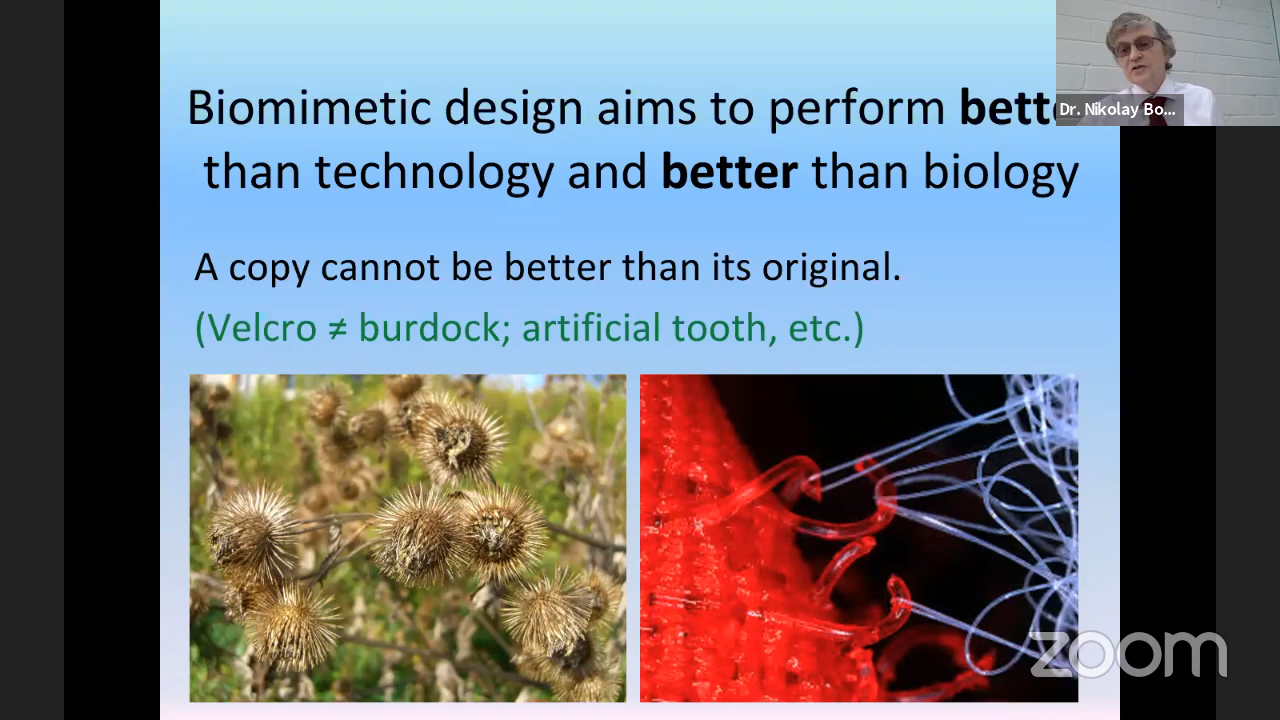 Biomimetic design aims to perform
than technology and better than biology
A copy cannot be better than its original.
(Velcro ≠ burdock; artificial tooth, etc.)
Dr. Nikolay Bo...
zoom